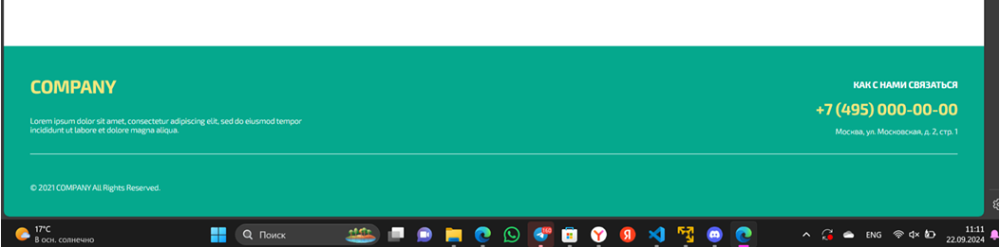 COMPANY
Lorem ipsum dolor sit amet, consectetur adipiscing elit, sed do eiusmod tempor
incididunt ut labore et dolore magna aliqua.
КАК С НАМИ СВЯЗАТЬСЯ
+7 (495) 000-00-00
Москва, ул. Московская, д. 2, стр. 1
© 2021 COMPANY All Rights Reserved.
17°C
В осн. солнечно
Поиск
160
ENG
11:11
22.09.2024